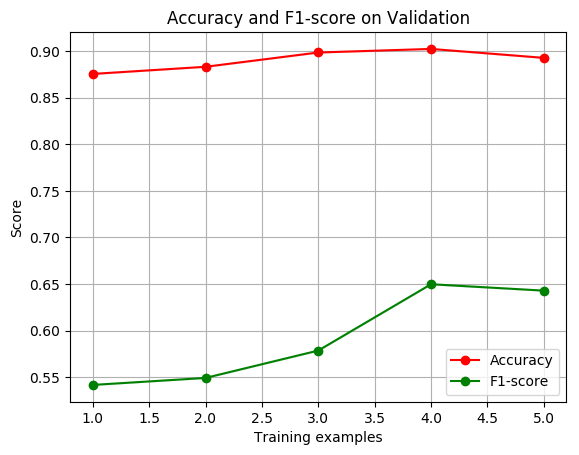 Accuracy and F1-score on Validation
Score
0.90
0.85
0.80
0.75
0.70
0.65
0.60
0.55
Accuracy
F1-score
1.0 1.5 2.0 2.5 3.0 3.5 4.0 4.5 5.0
Training examples